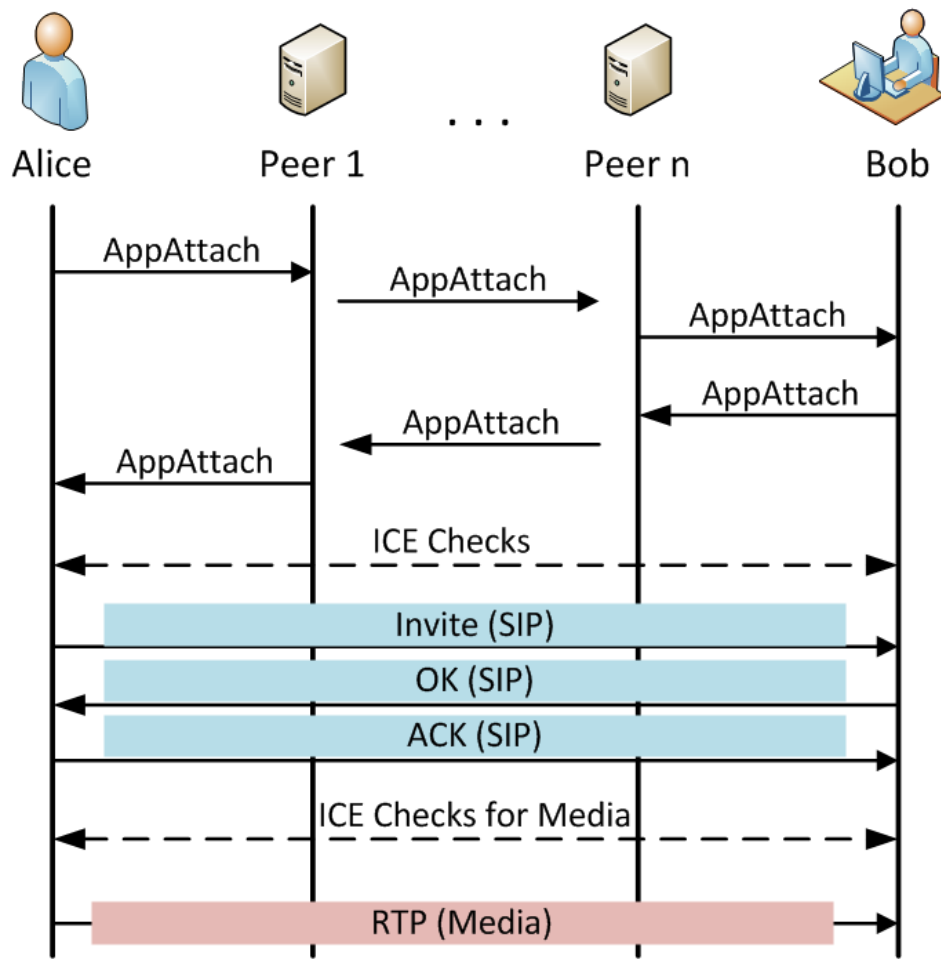 . . .
Alice
Peer 1
Peer n
Bob
AppAttach
AppAttach
AppAttach
AppAttach
AppAttach
AppAttach
ICE Checks
Invite (SIP)
OK (SIP)
ACK (SIP)
ICE Checks for Media
RTP (Media)